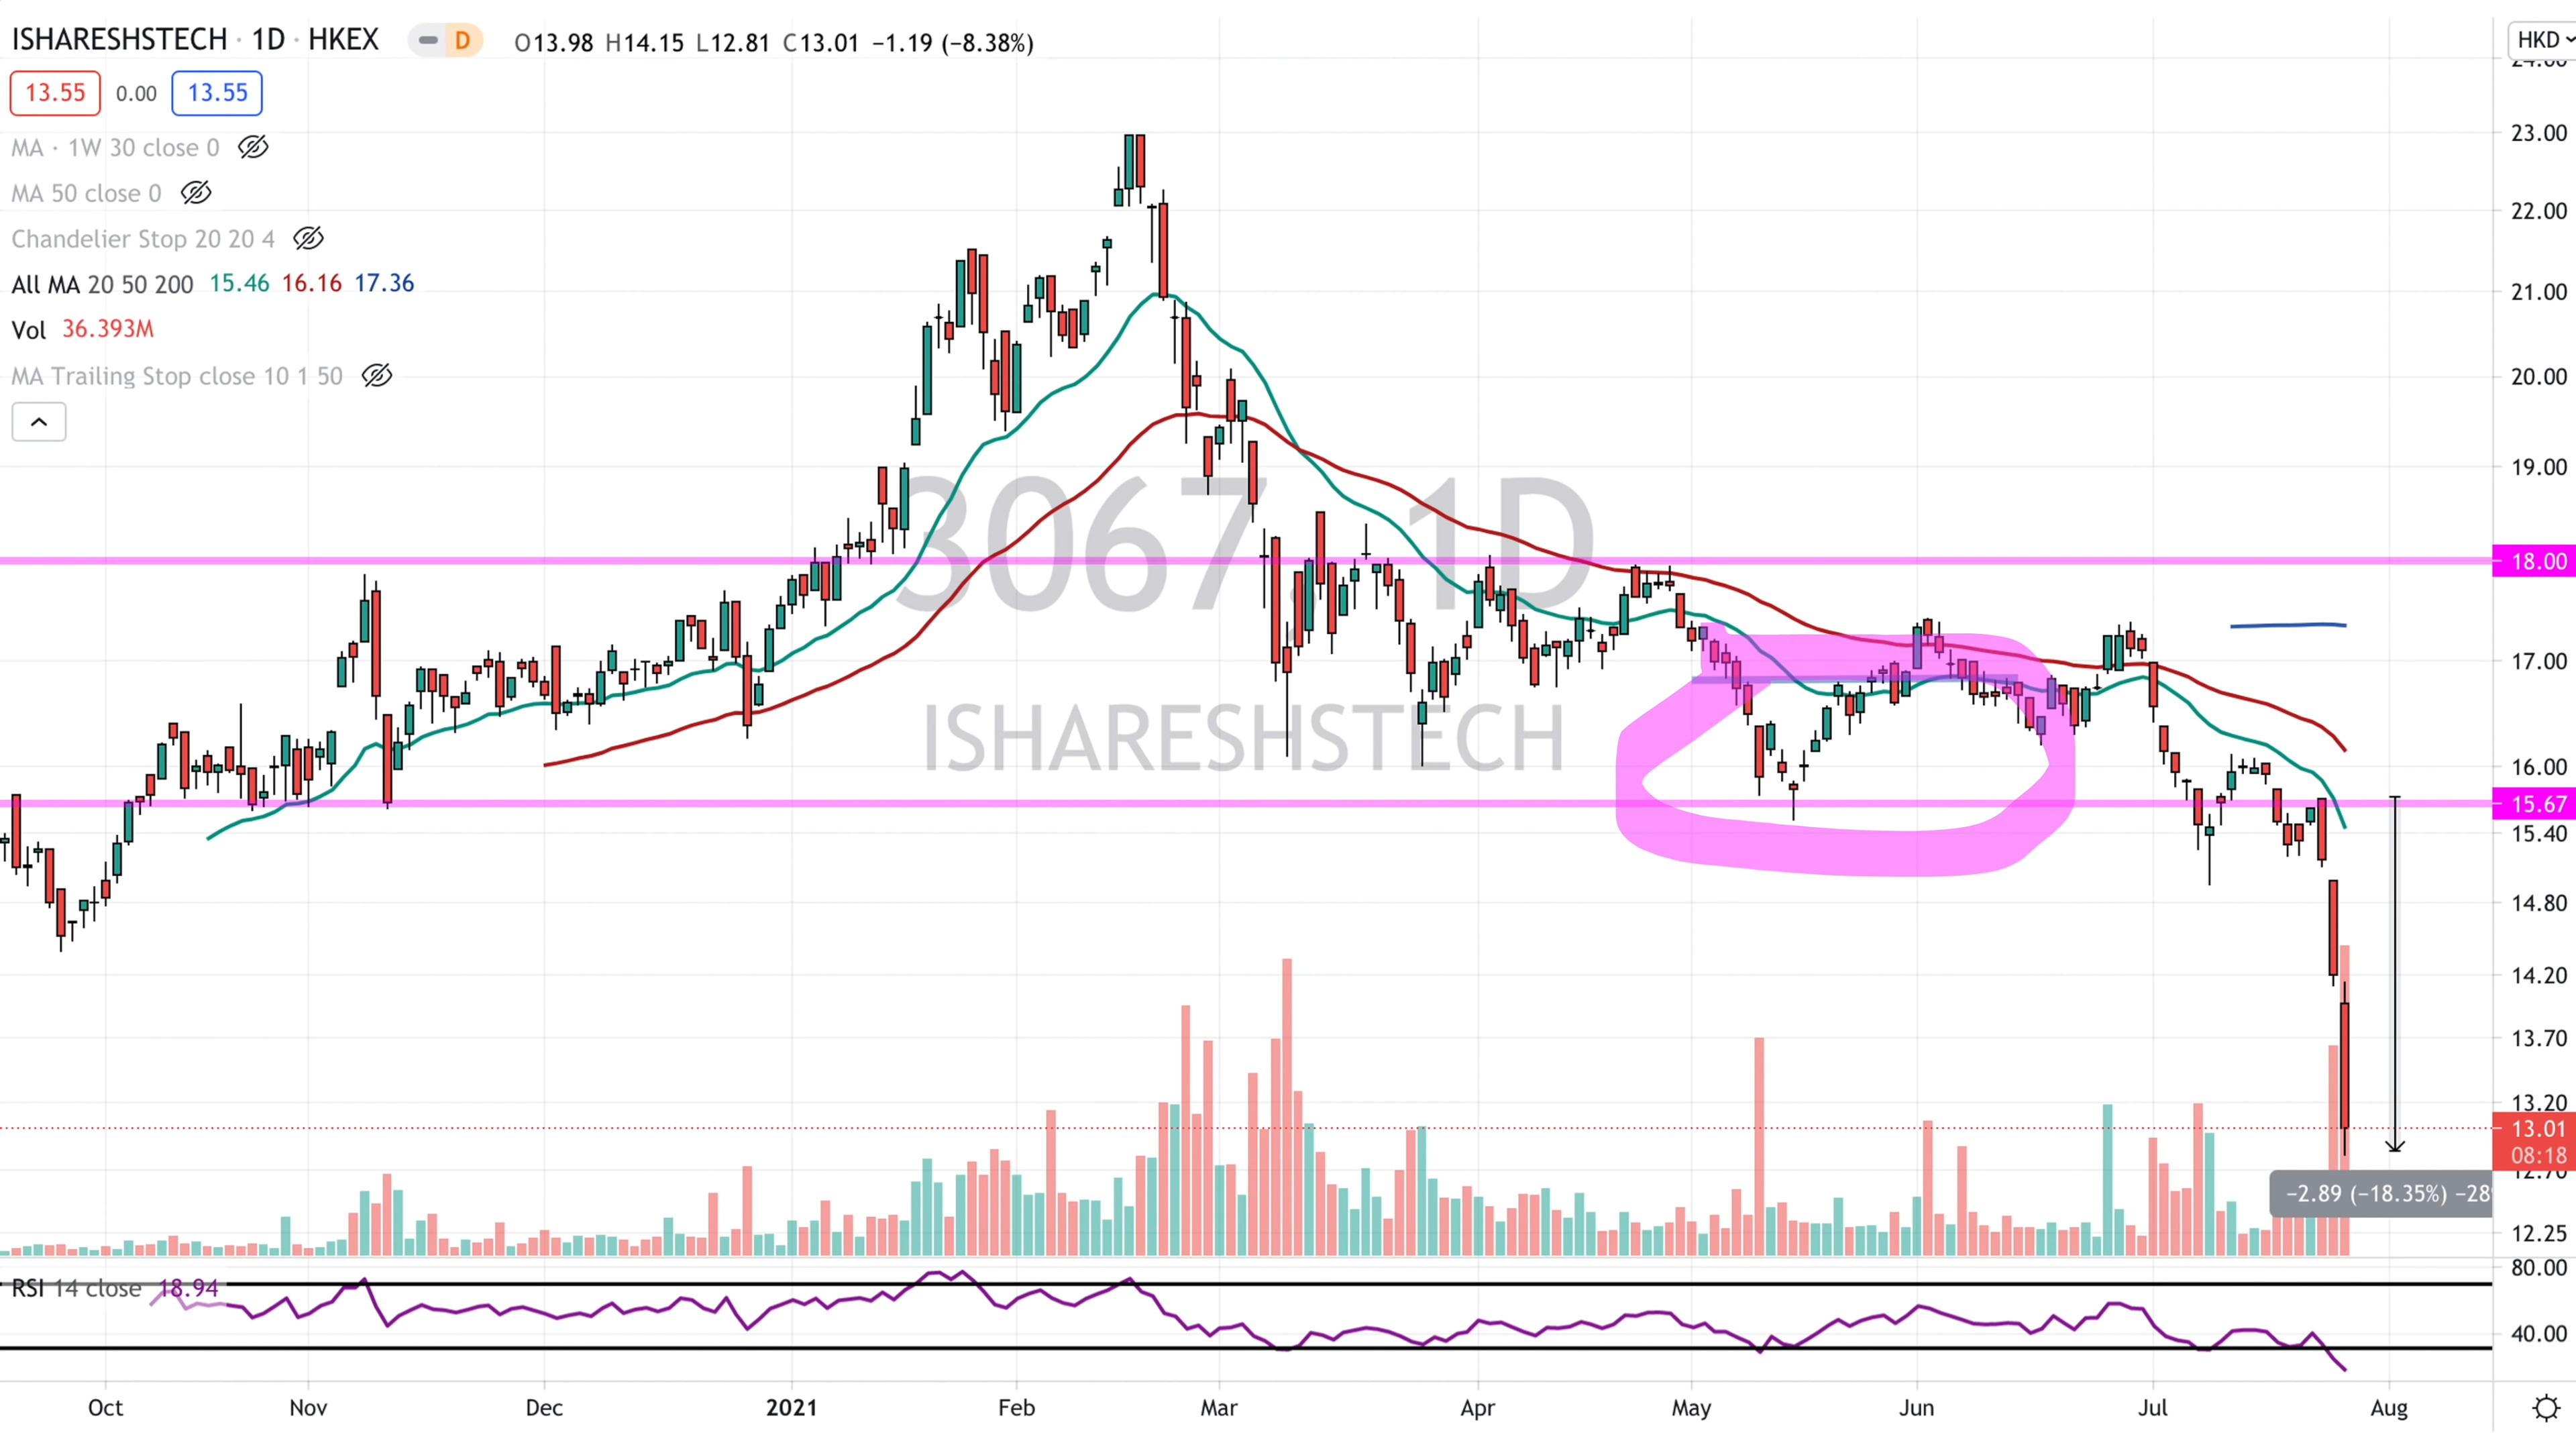 ISHARESHSTECH · 1D · HKEX D O13.98 H14.15 L12.81 C13.01 −1.19 (−8.38%)
HKD
13.55 0.00 13.55
MA · 1W 30 close 0
MA 50 close 0
Chandelier Stop 20 20 4
All MA 20 50 200 15.46 16.16 17.36
Vol 36.393M
MA Trailing Stop close 10 1 50
3067, 1D
ISHARESHSTECH
24.00
23.00
22.00
21.00
20.00
19.00
18.00
17.00
16.00
15.67
15.40
14.80
14.20
13.70
13.20
13.01
08:18
12.70
−2.89 (−18.35%) −28
12.25
80.00
RSI 14 close 18.94
40.00
Oct Nov Dec 2021 Feb Mar Apr May Jun Jul Aug